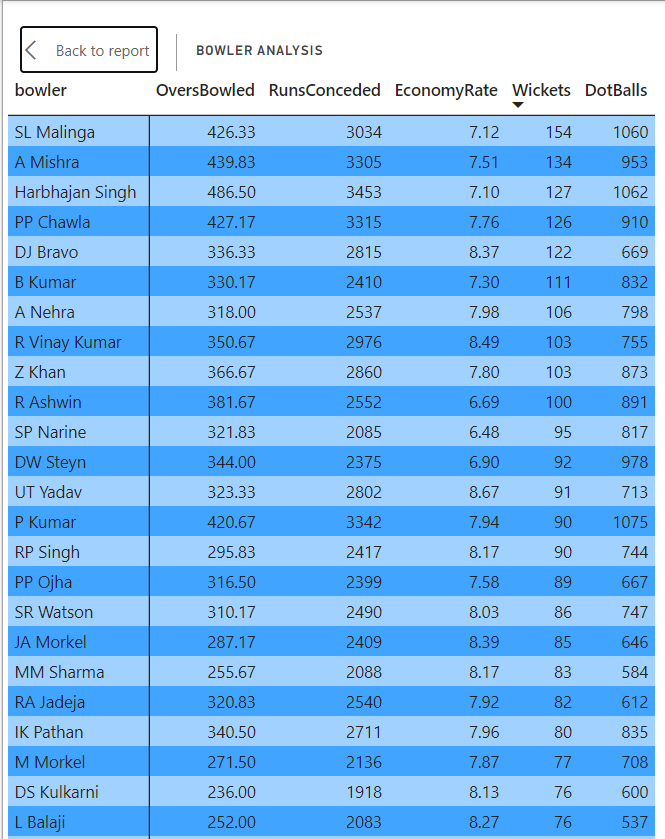 Back to report BOWLER ANALYSIS
bowler OversBowled RunsConceded EconomyRate Wickets DotBalls
SL Malinga 426.33 3034 7.12 154 1060
A Mishra 439.83 3305 7.51 134 953
Harbhajan Singh 486.50 3453 7.10 127 1062
PP Chawla 427.17 3315 7.76 126 910
DJ Bravo 336.33 2815 8.37 122 669
B Kumar 330.17 2410 7.30 111 832
A Nehra 318.00 2537 7.98 106 798
R Vinay Kumar 350.67 2976 8.49 103 755
Z Khan 366.67 2860 7.80 103 873
R Ashwin 381.67 2552 6.69 100 891
SP Narine 321.83 2085 6.48 95 817
DW Steyn 344.00 2375 6.90 92 978
UT Yadav 323.33 2802 8.67 91 713
P Kumar 420.67 3342 7.94 90 1075
RP Singh 295.83 2417 8.17 90 744
PP Ojha 316.50 2399 7.58 89 667
SR Watson 310.17 2490 8.03 86 747
JA Morkel 287.17 2409 8.39 85 646
MM Sharma 255.67 2088 8.17 83 584
RA Jadeja 320.83 2540 7.92 82 612
IK Pathan 340.50 2711 7.96 80 835
M Morkel 271.50 2136 7.87 77 708
DS Kulkarni 236.00 1918 8.13 76 600
L Balaji 252.00 2083 8.27 76 537